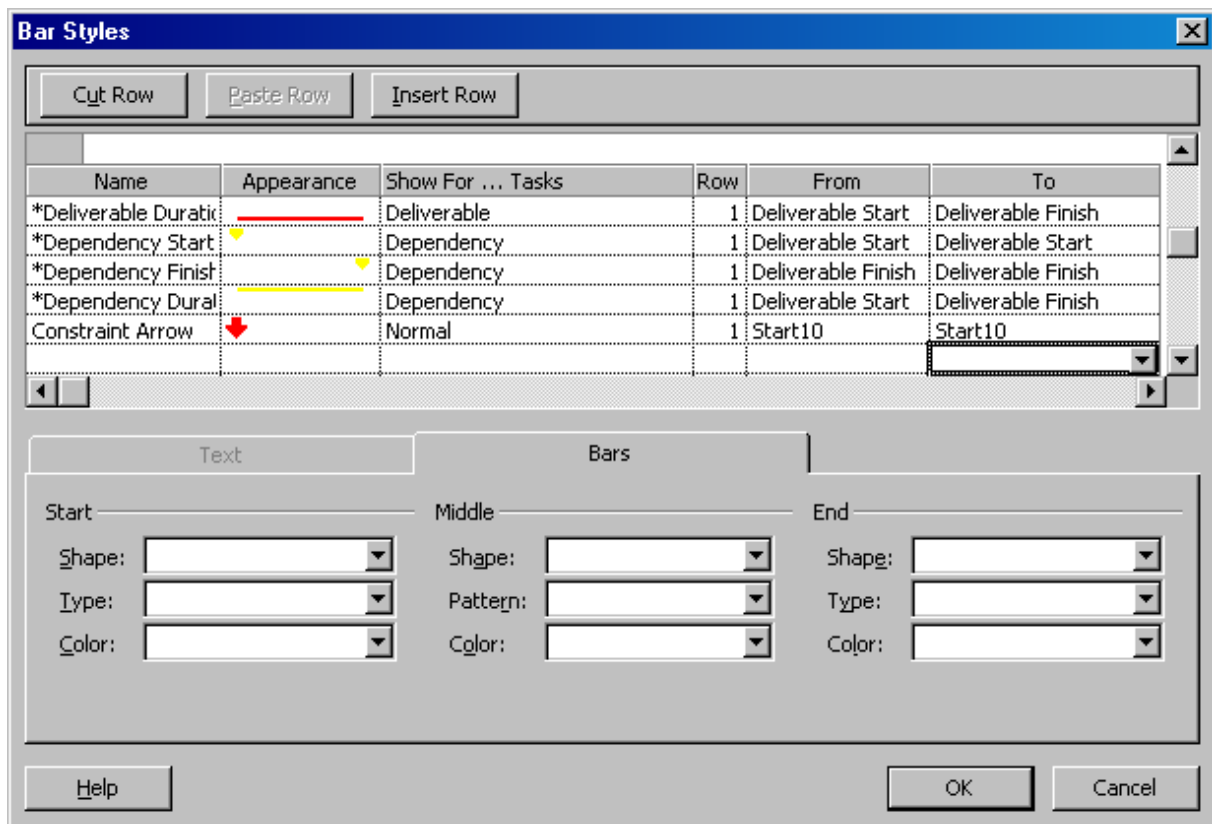 Bar Styles
Cut Row Paste Row Insert Row
Name Appearance Show For ... Tasks Row From To
*Deliverable Duratic Deliverable 1 Deliverable Start Deliverable Finish
*Dependency Start Dependency 1 Deliverable Start Deliverable Start
*Dependency Finish Dependency 1 Deliverable Finish Deliverable Finish
*Dependency Dural Dependency 1 Deliverable Start Deliverable Finish
Constraint Arrow Normal 1 Start10 Start10
Text Bars
Start Middle End
Shape: Shape: Shape:
Type: Pattern: Type:
Color: Color: Color:
Help OK Cancel